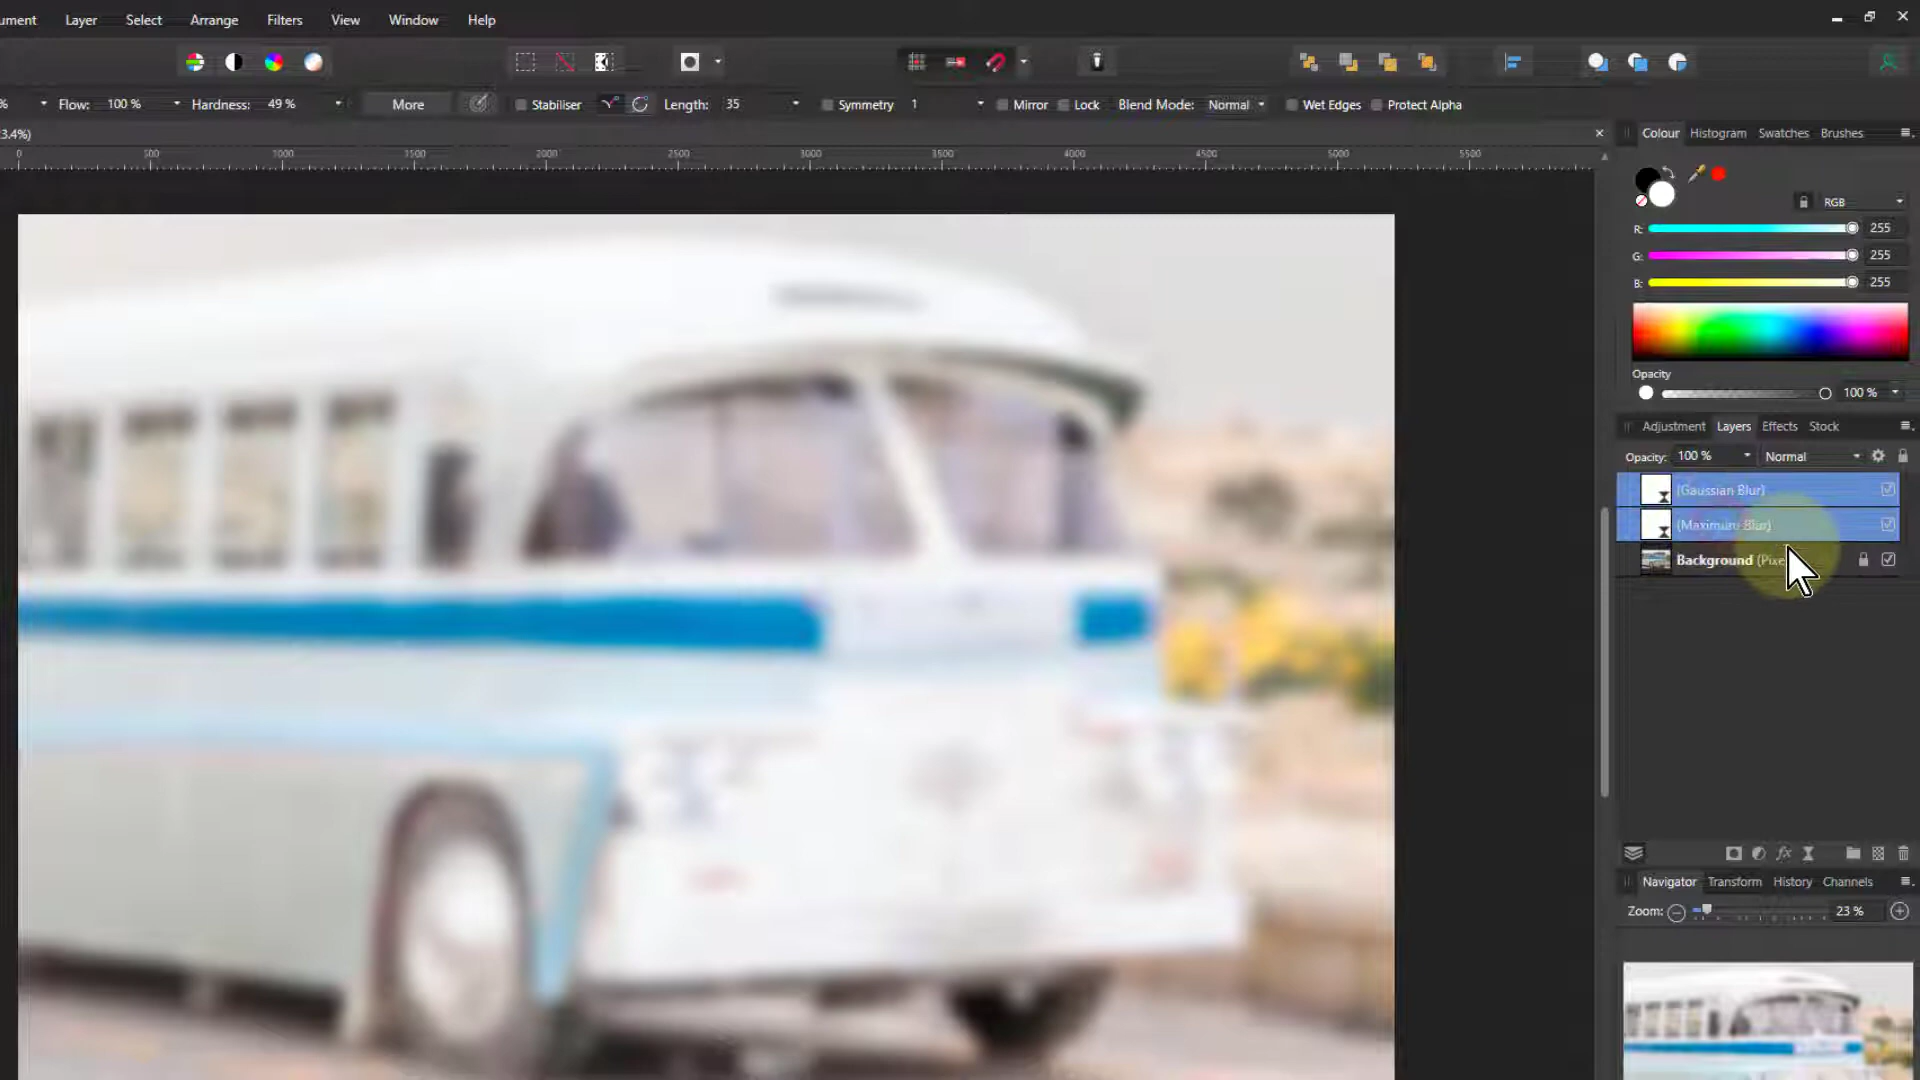 ument Layer Select Arrange Filters View Window Help
% Flow: 100 % Hardness: 49 % More Stabiliser Length: 35 Symmetry 1 Mirror Lock Blend Mode: Normal Wet Edges Protect Alpha
3.4%)
Colour Histogram Swatches Brushes
0 500 1000 1500 2000 2500 3000 3500 4000 4500 5000 5500
RGB
R: 255
G: 255
B: 255
Opacity
100 %
Adjustment Layers Effects Stock
Opacity: 100 % Normal
(Gaussian Blur)
(Maximum Blur)
Background (Pixe
Navigator Transform History Channels
Zoom: 23 %